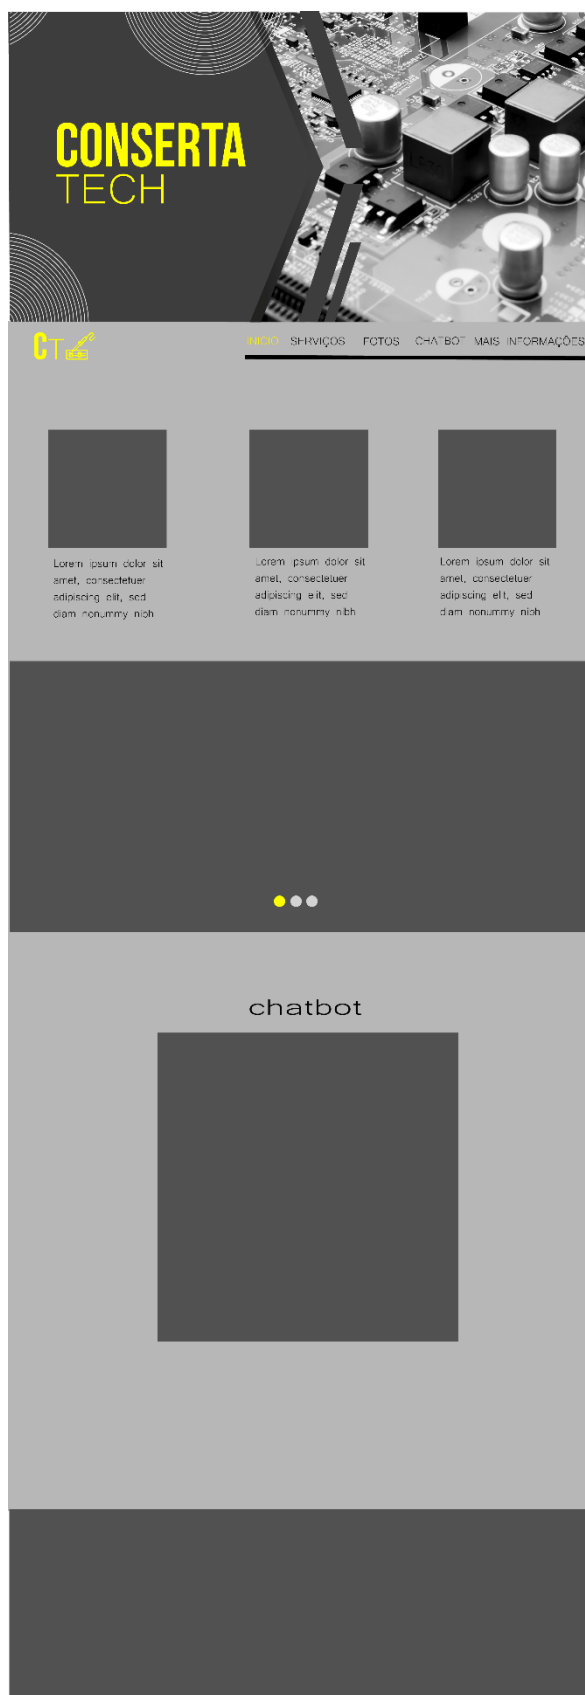 CONSERTA
TECH
CT
INICIO SERVIÇOS FOTOS CHATBOT MAIS INFORMAÇÕES
Lorem ipsum dolor sit
amet, consectetuer
adipiscing elit, sed
diam nonummy nibh
Lorem ipsum dolor sit
amet, consectetuer
adipiscing elit, sed
diam nonummy nibh
Lorem ipsum dolor sit
amet, consectetuer
adipiscing elit, sed
diam nonummy nibh
chatbot